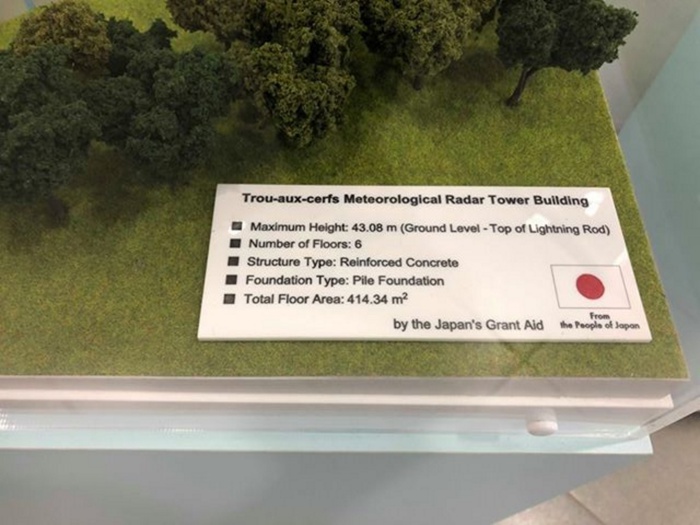 Trou-aux-cerfs Meteorological Radar Tower Building
Maximum Height: 43.08 m (Ground Level - Top of Lightning Rod)
Number of Floors: 6
Structure Type: Reinforced Concrete
Foundation Type: Pile Foundation
Total Floor Area: 414.34 m²
by the Japan's Grant Aid
From
the People of Japan